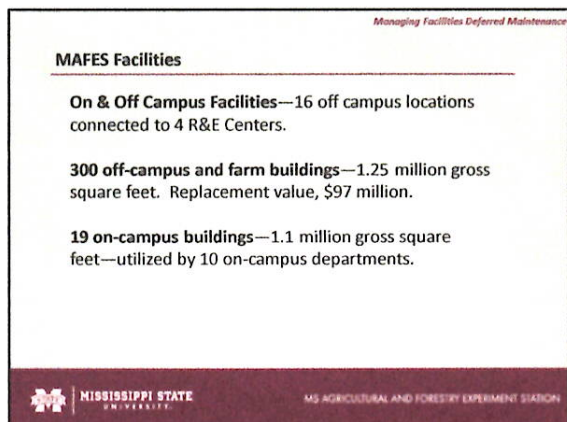 Managing Facilities Deferred Maintenance
MAFES Facilities
On & Off Campus Facilities—16 off campus locations
connected to 4 R&E Centers.
300 off-campus and farm buildings—1.25 million gross
square feet. Replacement value, $97 million.
19 on-campus buildings—1.1 million gross square
feet—utilized by 10 on-campus departments.
STATE
MISSISSIPPI STATE
UNIVERSITY™
MS AGRICULTURAL AND FORESTRY EXPERIMENT STATION